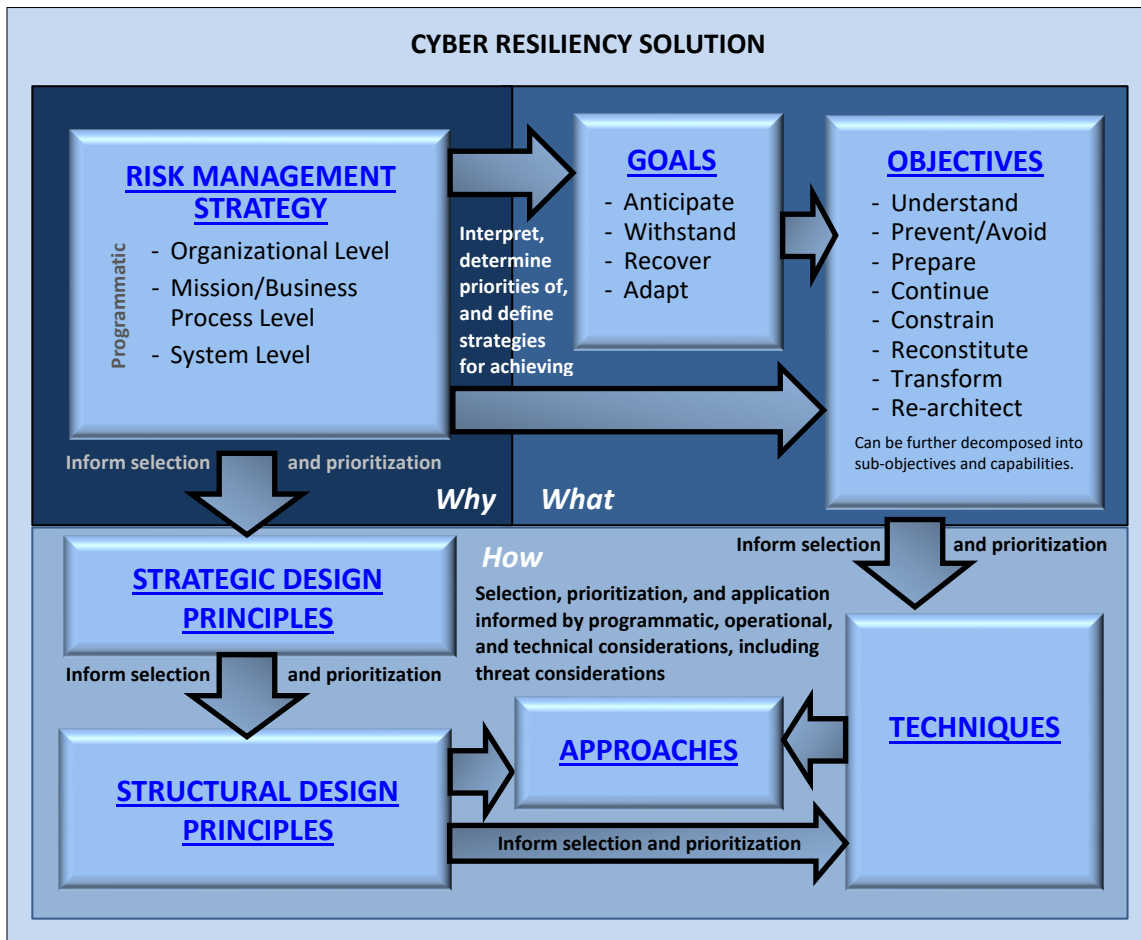 CYBER RESILIENCY SOLUTION
RISK MANAGEMENT
STRATEGY
Programmatic
- Organizational Level
- Mission/Business
Process Level
- System Level
Interpret,
determine
priorities of,
and define
strategies
for achieving
GOALS
- Anticipate
- Withstand
- Recover
- Adapt
OBJECTIVES
- Understand
- Prevent/Avoid
- Prepare
- Continue
- Constrain
- Reconstitute
- Transform
- Re-architect
Can be further decomposed into
sub-objectives and capabilities.
Inform selection and prioritization
Why
What
STRATEGIC DESIGN
PRINCIPLES
How
Selection, prioritization, and application
informed by programmatic, operational,
and technical considerations, including
threat considerations
Inform selection and prioritization
Inform selection and prioritization
STRUCTURAL DESIGN
PRINCIPLES
APPROACHES
TECHNIQUES
Inform selection and prioritization